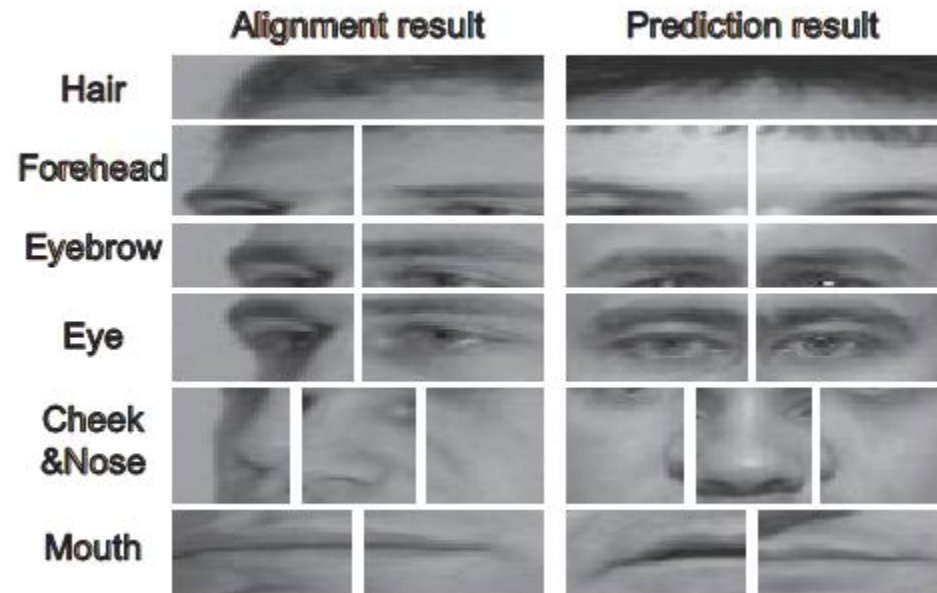 Alignment result
Prediction result
Hair
Forehead
Eyebrow
Eye
Cheek
&Nose
Mouth